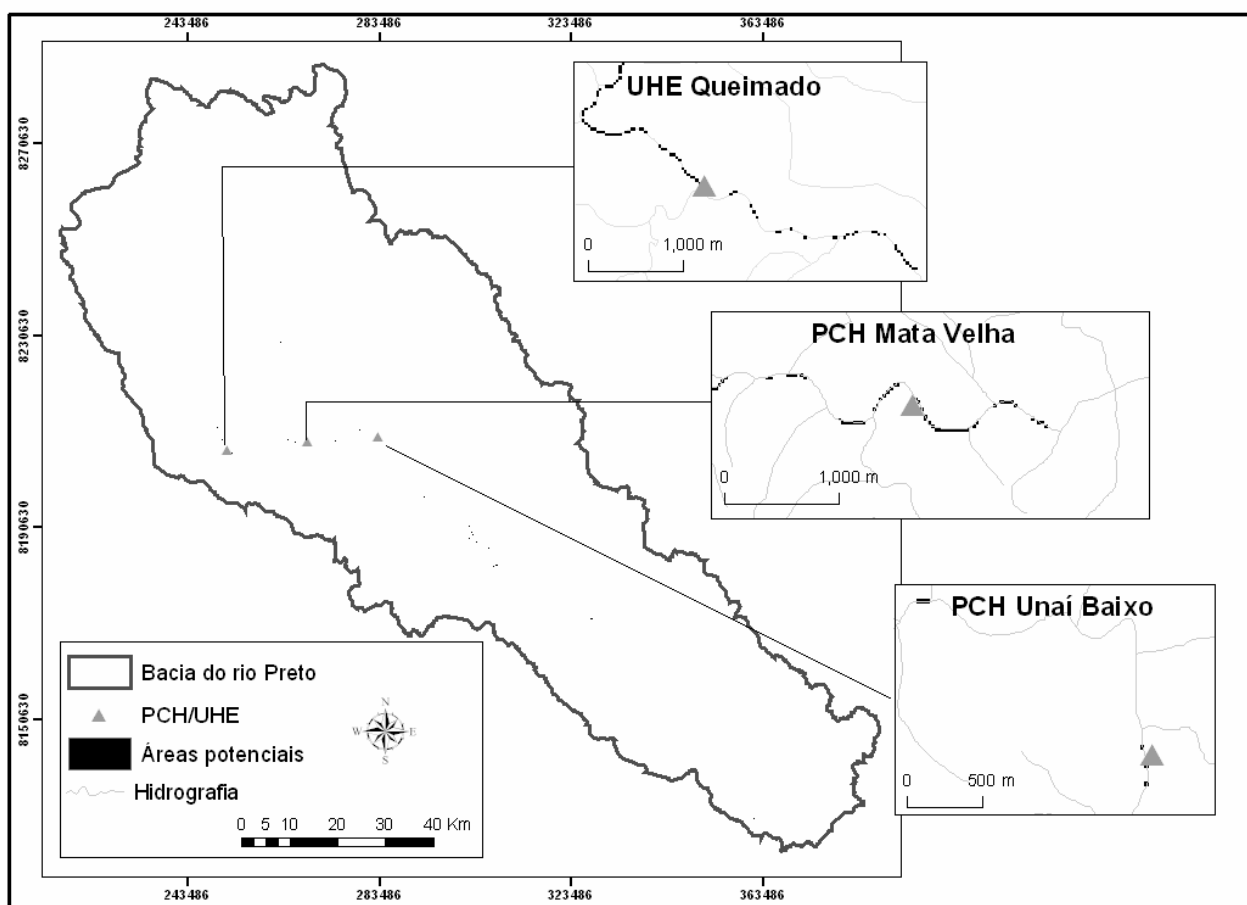 243486 283486 323486 363486
8270630
8230630
8190630
8150630
UHE Queimado
0 1,000 m
PCH Mata Velha
0 1,000 m
PCH Unaí Baixo
0 500 m
Bacia do rio Preto
PCH/UHE
Áreas potenciais
Hidrografia
N
W E
S
0 5 10 20 30 40 Km
243486 283486 323486 363486